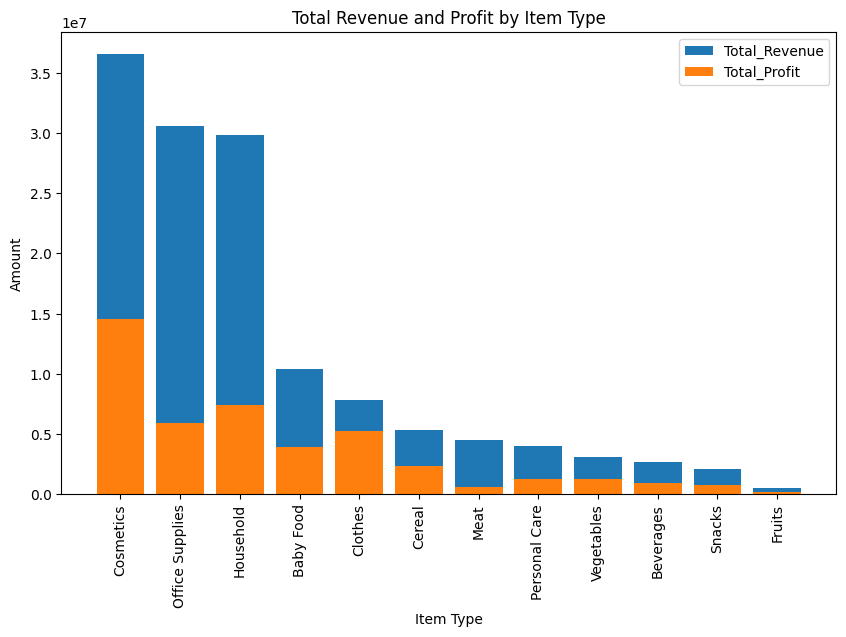 Total Revenue and Profit by Item Type
1e7
Total_Revenue
Total_Profit
3.5
3.0
2.5
2.0
1.5
1.0
0.5
0.0
Amount
Cosmetics
Office Supplies
Household
Baby Food
Clothes
Cereal
Meat
Personal Care
Vegetables
Beverages
Snacks
Fruits
Item Type